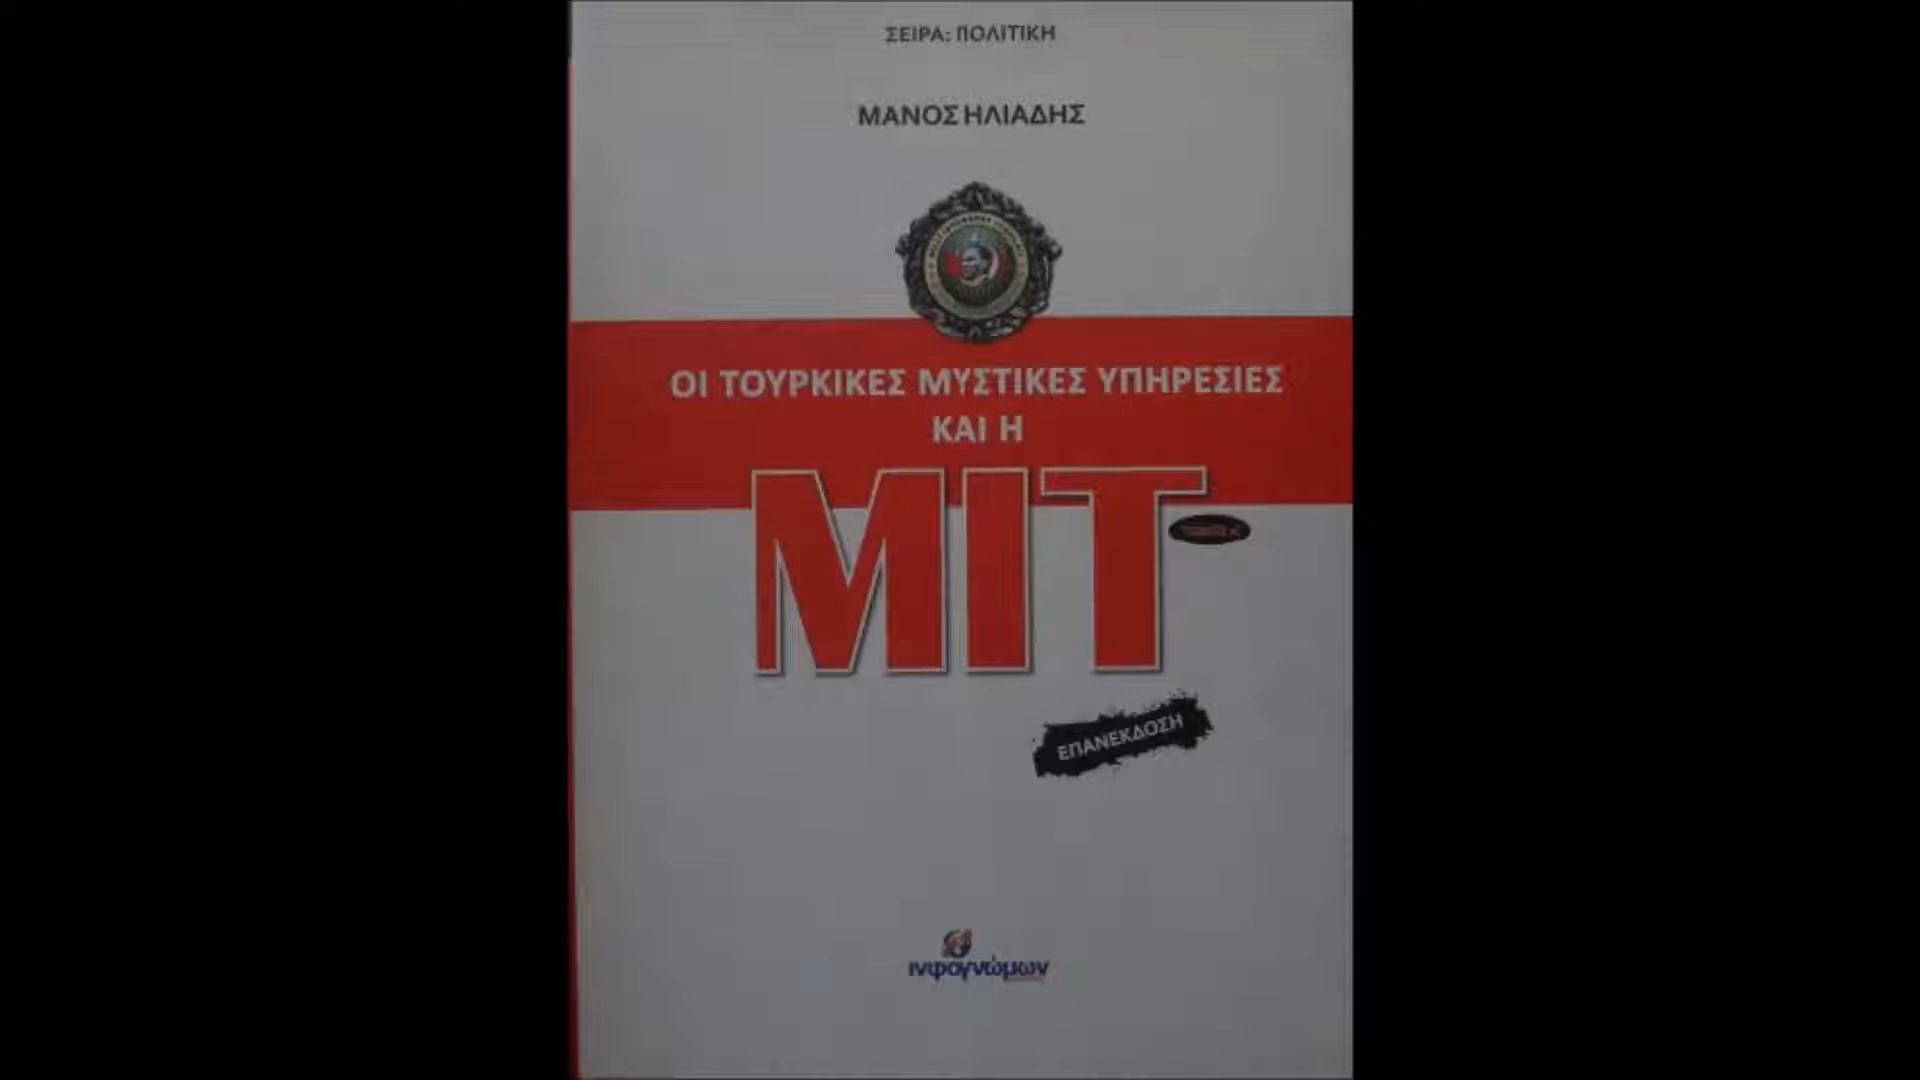 ΣΕΙΡΑ: ΠΟΛΙΤΙΚΗ
ΜΑΝΟΣ ΗΛΙΑΔΗΣ
ΟΙ ΤΟΥΡΚΙΚΕΣ ΜΥΣΤΙΚΕΣ ΥΠΗΡΕΣΙΕΣ
ΚΑΙ Η
ΜΙΤ
ΕΠΑΝΕΚΔΟΣΗ
ινφογνώμων